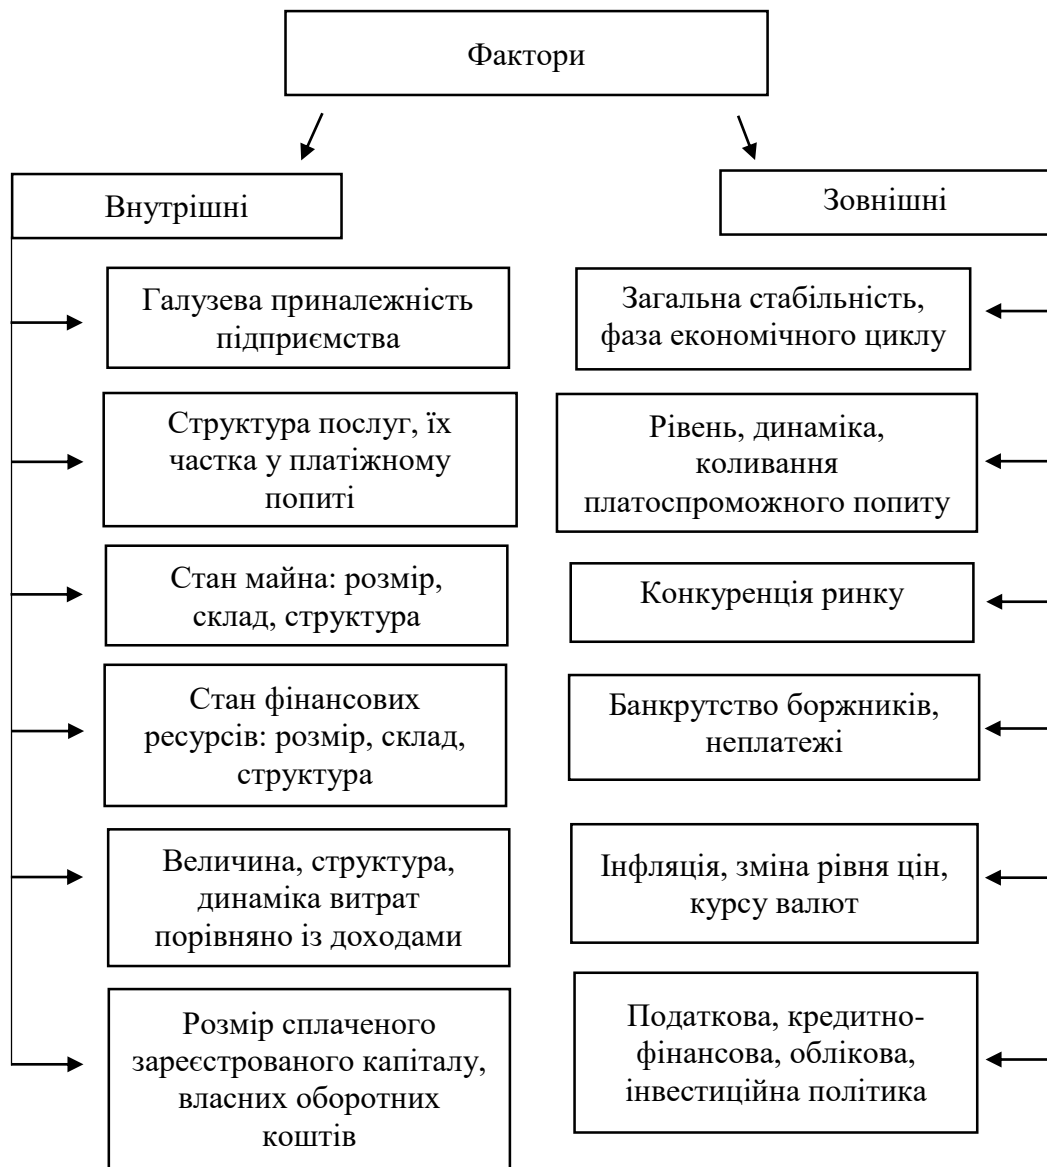 Фактори
Внутрішні
Зовнішні
Галузева приналежність
підприємства
Загальна стабільність,
фаза економічного циклу
Структура послуг, їх
частка у платіжному
попиті
Рівень, динаміка,
коливання
платоспроможного попиту
Стан майна: розмір,
склад, структура
Конкуренція ринку
Стан фінансових
ресурсів: розмір, склад,
структура
Банкрутство боржників,
неплатежі
Величина, структура,
динаміка витрат
порівняно із доходами
Інфляція, зміна рівня цін,
курсу валют
Розмір сплаченого
зареєстрованого капіталу,
власних оборотних
коштів
Податкова, кредитно-
фінансова, облікова,
інвестиційна політика